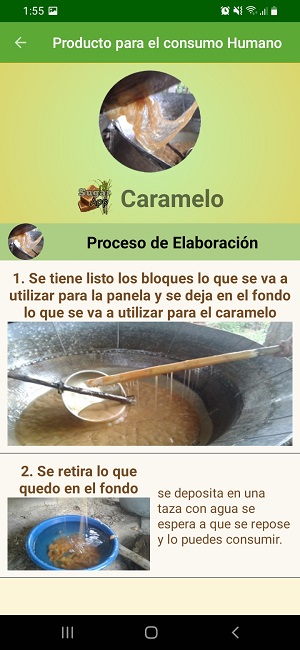 1:55
Producto para el consumo Humano
Sugar
App
Caramelo
Proceso de Elaboración
1. Se tiene listo los bloques lo que se va a
utilizar para la panela y se deja en el fondo
lo que se va a utilizar para el caramelo
2. Se retira lo que
quedo en el fondo
se deposita en una
taza con agua se
espera a que se repose
y lo puedes consumir.